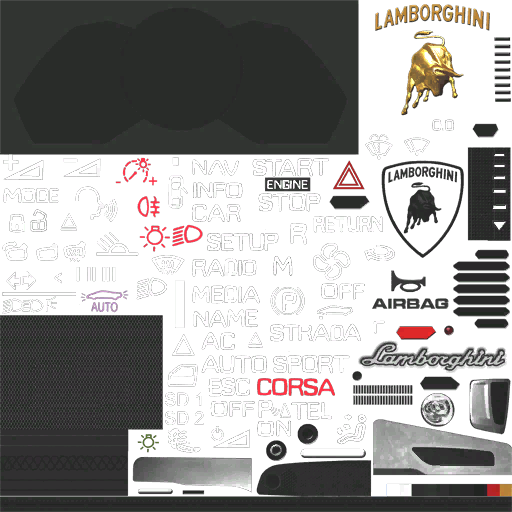 LAMBORGHINI
C.O
NAV START
LAMBORGHINI
MODE INFO ENGINE
CAR STOP
RETURN
SETUP R
RADIO M
MEDIA P OFF
AUTO
NAME
AIRBAG
AC STRADA
Lamborghini
AUTO SPORT
ESC CORSA
SD 1
OFF TEL
SD 2
ON